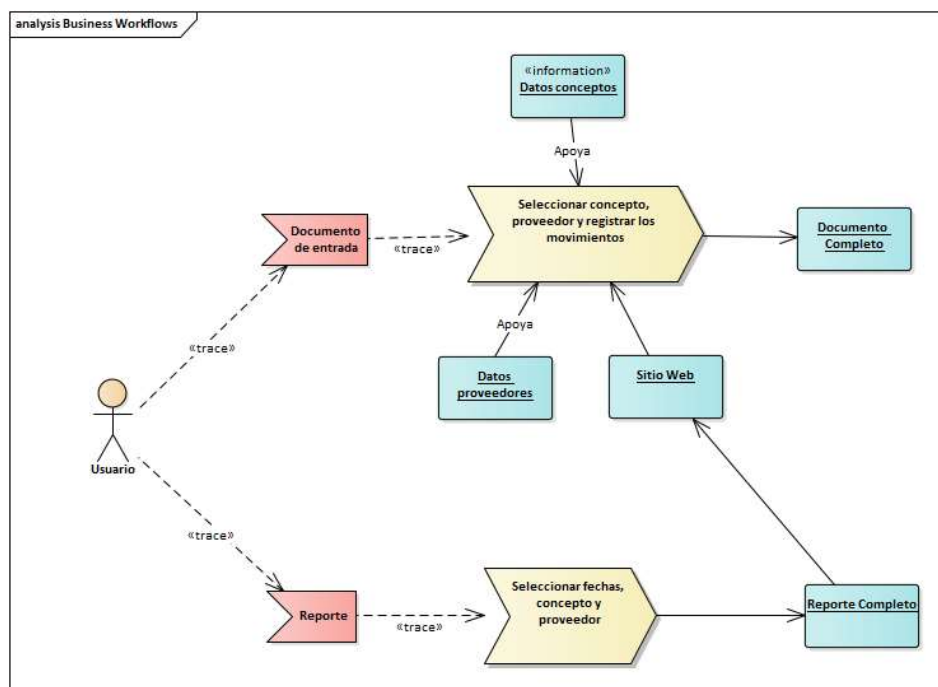 analysis Business Workflows
«information»
Datos conceptos
Apoya
Seleccionar concepto,
proveedor y registrar los
movimientos
Documento
de entrada
«trace»
Documento
Completo
«trace»
Apoya
Datos
proveedores
Sitio Web
Usuario
«trace»
Seleccionar fechas,
concepto y
proveedor
Reporte
«trace»
Reporte Completo